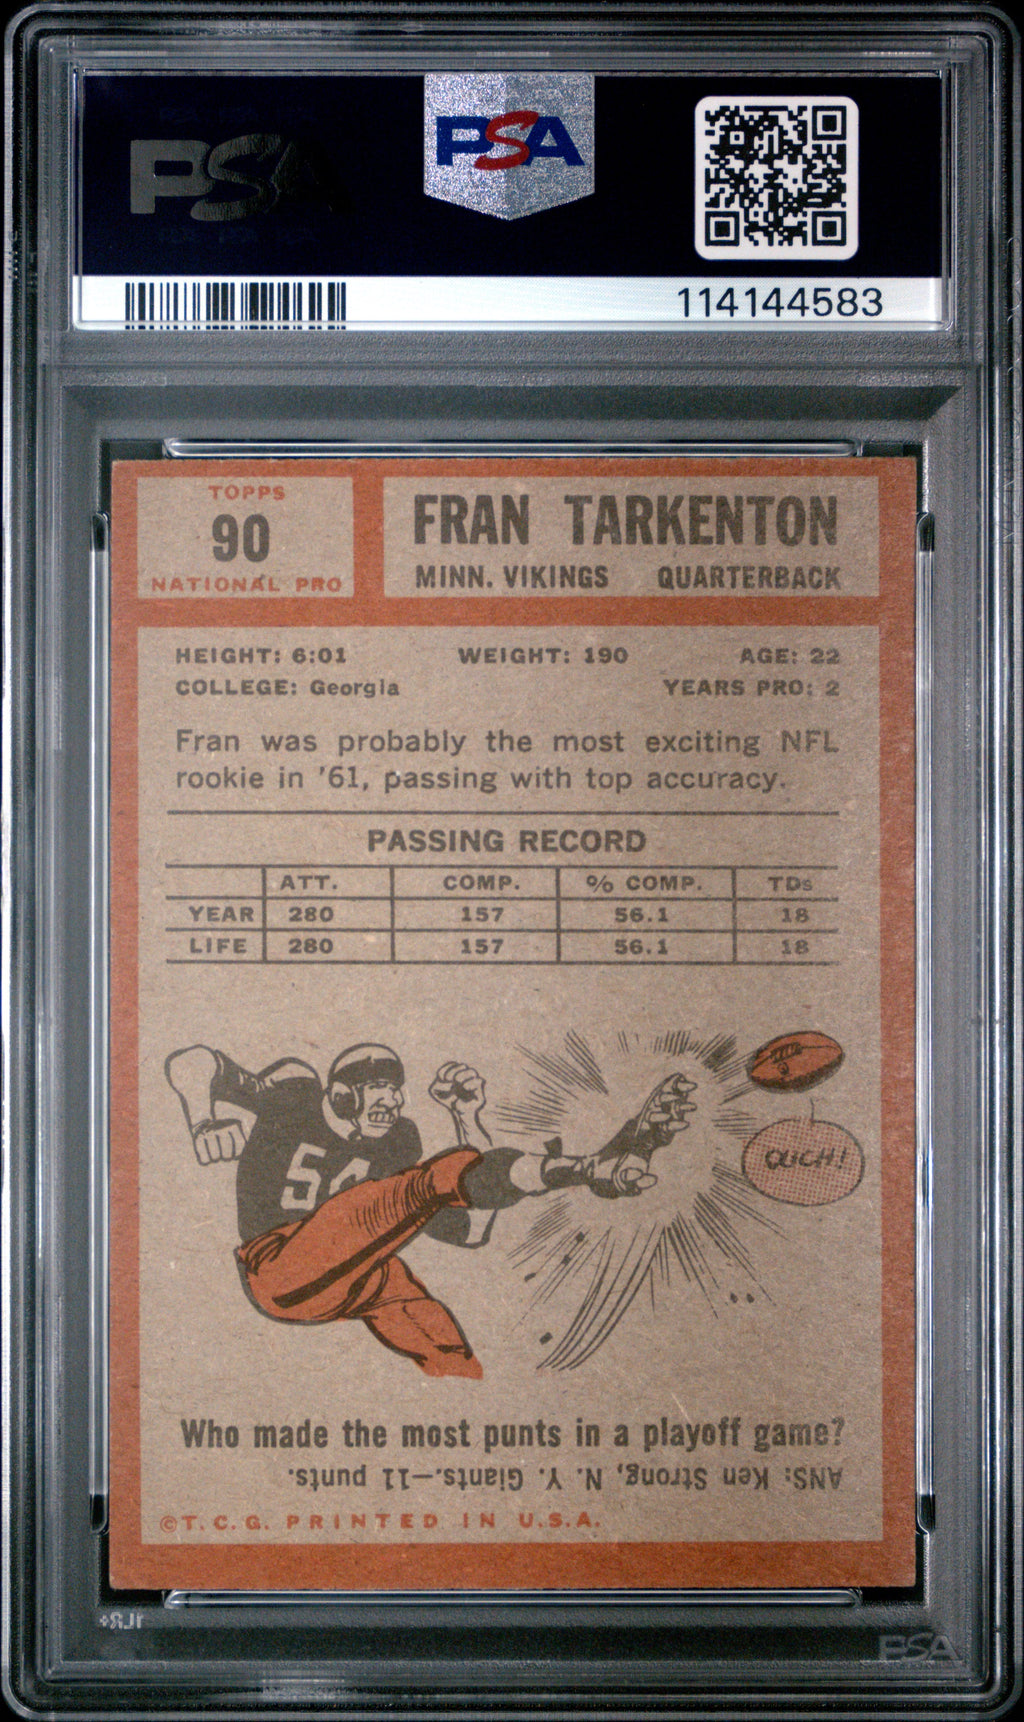 PSA
PSA
114144583
TOPPS
90
NATIONAL PRO
FRAN TARKENTON
MINN. VIKINGS QUARTERBACK
HEIGHT: 6:01 WEIGHT: 190 AGE: 22
COLLEGE: Georgia YEARS PRO: 2
Fran was probably the most exciting NFL
rookie in '61, passing with top accuracy.
PASSING RECORD
ATT. COMP. % COMP. TDs
YEAR 280 157 56.1 18
LIFE 280 157 56.1 18
54
OUCH!
Who made the most punts in a playoff game?
ANS: Ken Strong, N. Y. Giants.—11 punts.
©T. C. G. PRINTED IN U.S.A.
PSA